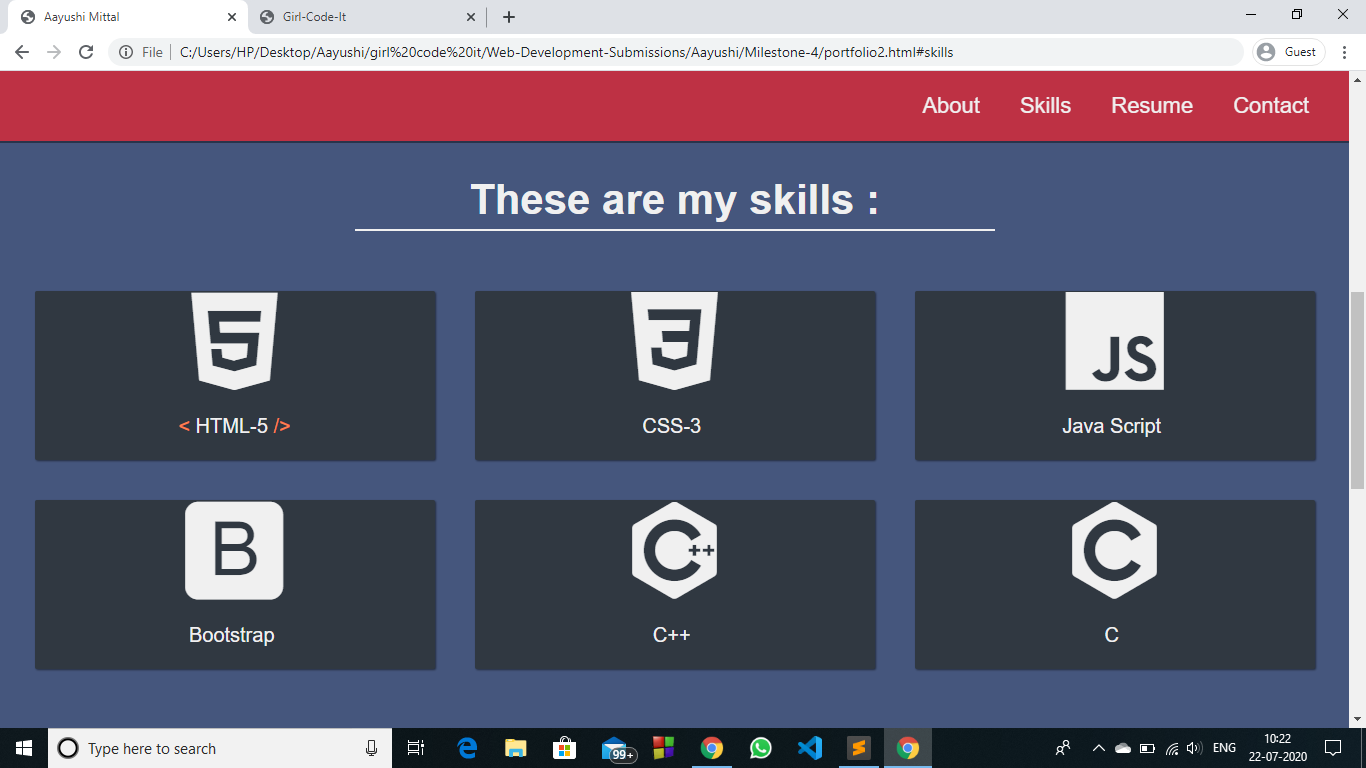 Aayushi Mittal
Girl-Code-It
File
C:/Users/HP/Desktop/Aayushi/girl%20code%20it/Web-Development-Submissions/Aayushi/Milestone-4/portfolio2.html#skills
Guest
About Skills Resume Contact
These are my skills :
5
3
JS
< HTML-5 />
CSS-3
Java Script
B
C++
C
Bootstrap
C++
C
Type here to search
99+
ENG
10:22
22-07-2020